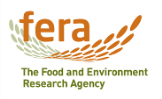 fera
The Food and Environment
Research Agency